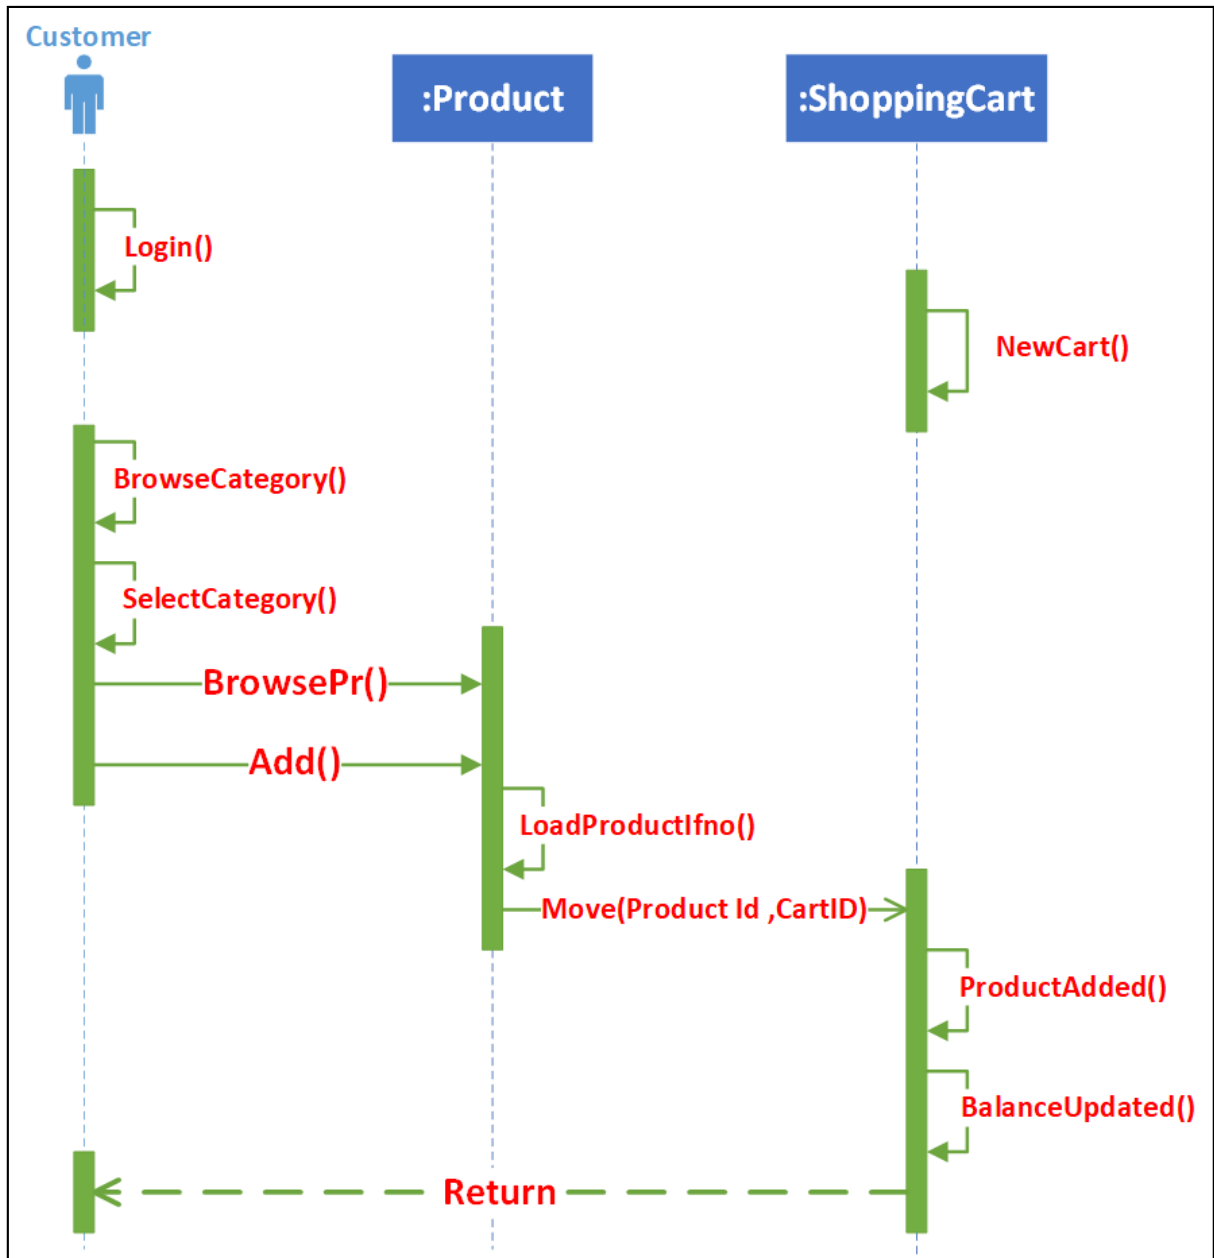 Customer
:Product
:ShoppingCart
Login()
NewCart()
BrowseCategory()
SelectCategory()
BrowsePr()
Add()
LoadProductIfno()
Move(Product Id ,CartID)
ProductAdded()
BalanceUpdated()
Return